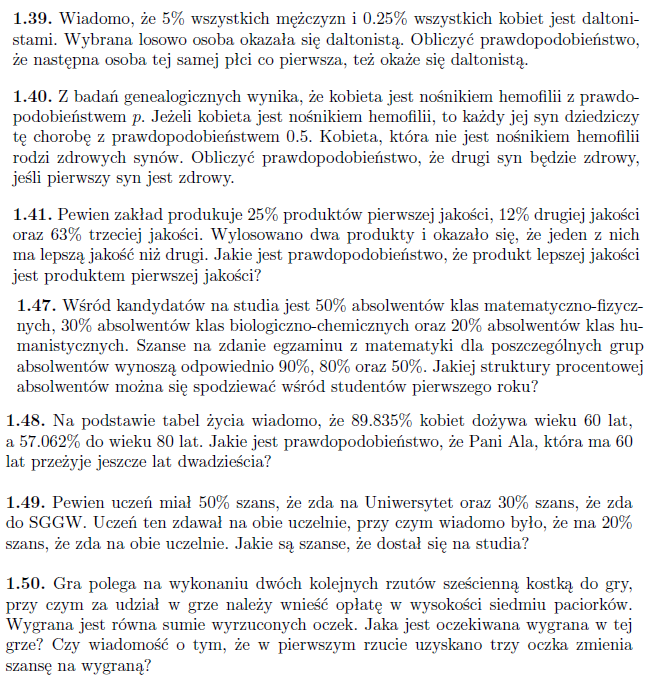 1.39. Wiadomo, że 5% wszystkich mężczyzn i 0.25% wszystkich kobiet jest daltoni-
stami. Wybrana losowo osoba okazała się daltonistą. Obliczyć prawdopodobieństwo,
że następna osoba tej samej płci co pierwsza, też okaże się daltonistą.
1.40. Z badań genealogicznych wynika, że kobieta jest nośnikiem hemofilii z prawdo-
podobieństwem p. Jeżeli kobieta jest nośnikiem hemofilii, to każdy jej syn dziedziczy
tę chorobę z prawdopodobieństwem 0.5. Kobieta, która nie jest nośnikiem hemofilii
rodzi zdrowych synów. Obliczyć prawdopodobieństwo, że drugi syn będzie zdrowy,
jeśli pierwszy syn jest zdrowy.
1.41. Pewien zakład produkuje 25% produktów pierwszej jakości, 12% drugiej jakości
oraz 63% trzeciej jakości. Wylosowano dwa produkty i okazało się, że jeden z nich
ma lepszą jakość niż drugi. Jakie jest prawdopodobieństwo, że produkt lepszej jakości
jest produktem pierwszej jakości?
1.47. Wśród kandydatów na studia jest 50% absolwentów klas matematyczno-fizycz-
nych, 30% absolwentów klas biologiczno-chemicznych oraz 20% absolwentów klas hu-
manistycznych. Szanse na zdanie egzaminu z matematyki dla poszczególnych grup
absolwentów wynoszą odpowiednio 90%, 80% oraz 50%. Jakiej struktury procentowej
absolwentów można się spodziewać wśród studentów pierwszego roku?
1.48. Na podstawie tabel życia wiadomo, że 89.835% kobiet dożywa wieku 60 lat,
a 57.062% do wieku 80 lat. Jakie jest prawdopodobieństwo, że Pani Ala, która ma 60
lat przeżyje jeszcze lat dwadzieścia?
1.49. Pewien uczeń miał 50% szans, że zda na Uniwersytet oraz 30% szans, że zda
do SGGW. Uczeń ten zdawał na obie uczelnie, przy czym wiadomo było, że ma 20%
szans, że zda na obie uczelnie. Jakie są szanse, że dostał się na studia?
1.50. Gra polega na wykonaniu dwóch kolejnych rzutów sześcienną kostką do gry,
przy czym za udział w grze należy wnieść opłatę w wysokości siedmiu paciorków.
Wygrana jest równa sumie wyrzuconych oczek. Jaka jest oczekiwana wygrana w tej
grze? Czy wiadomość o tym, że w pierwszym rzucie uzyskano trzy oczka zmienia
szansę na wygraną?